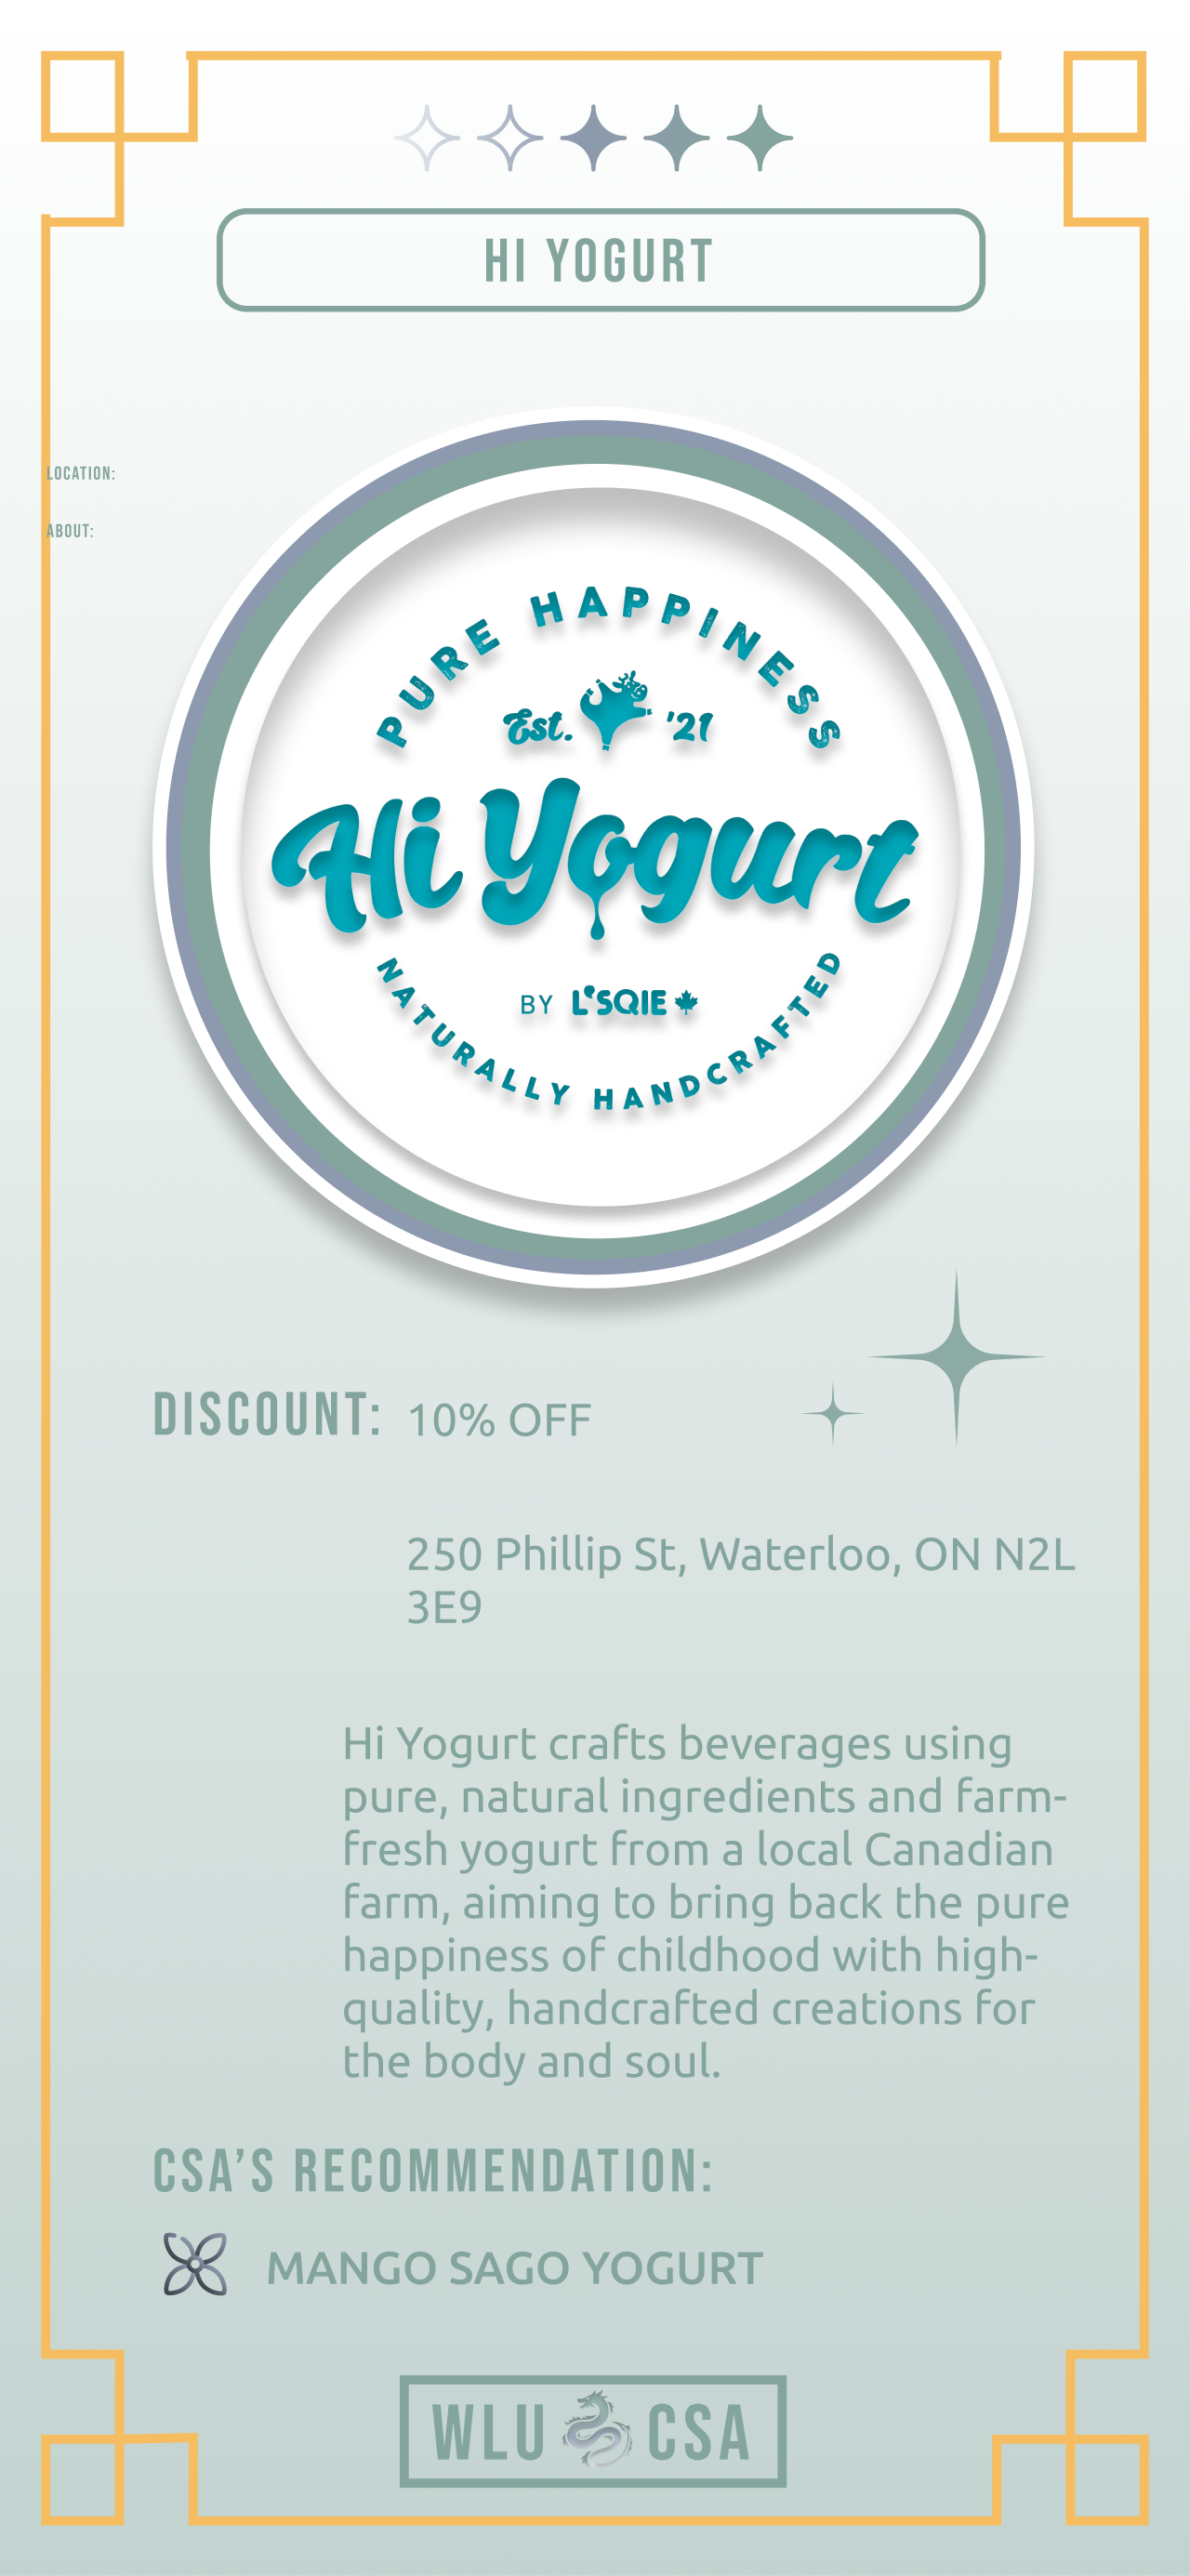 HI YOGURT
LOCATION:
ABOUT:
PURE HAPPINESS
Est. '21
Hi Yogurt
BY L'SQIE
NATURALLY HANDCRAFTED
DISCOUNT: 10% OFF
250 Phillip St, Waterloo, ON N2L
3E9
Hi Yogurt crafts beverages using
pure, natural ingredients and farm-
fresh yogurt from a local Canadian
farm, aiming to bring back the pure
happiness of childhood with high-
quality, handcrafted creations for
the body and soul.
CSA’S RECOMMENDATION:
MANGO SAGO YOGURT
WLU CSA